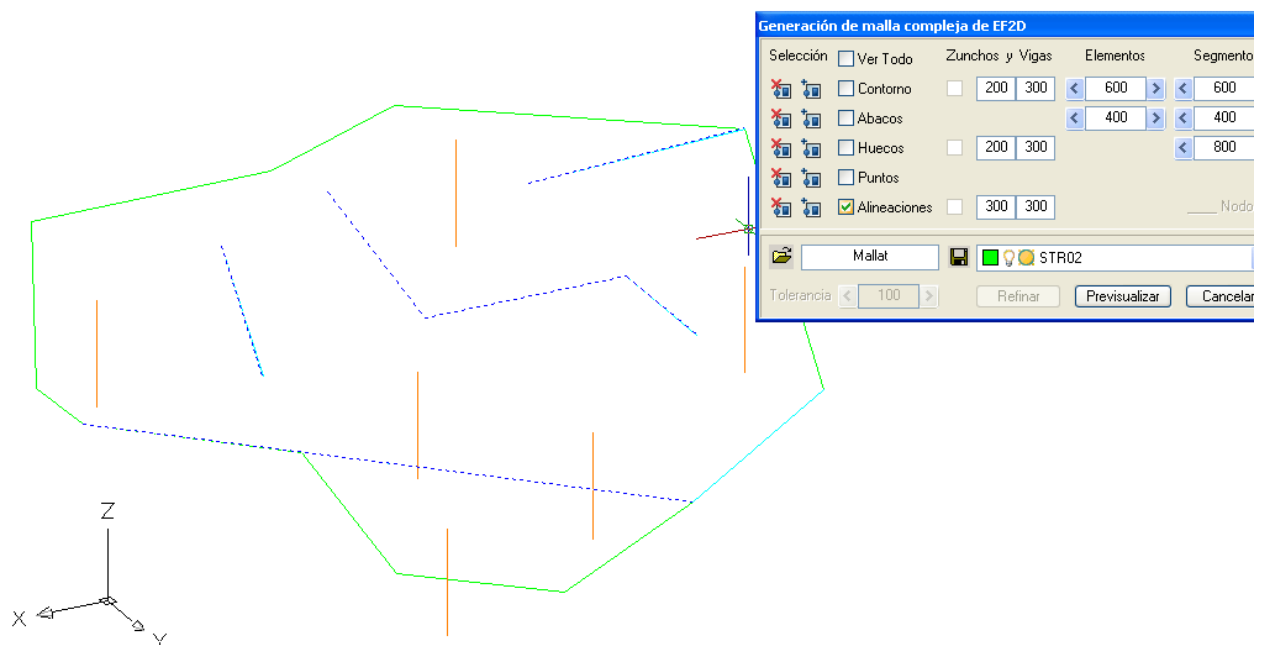 Generación de malla compleja de EF2D
Selección Ver Todo Zunchos y Vigas Elementos Segmento
Contorno 200 300 < 600 > < 600
Abacos < 400 > < 400
Huecos 200 300 < 800
Puntos
Alineaciones 300 300 ____ Nodo
Mallat STR02
Tolerancia < 100 > Refinar Previsualizar Cancelar
Z
X
Y